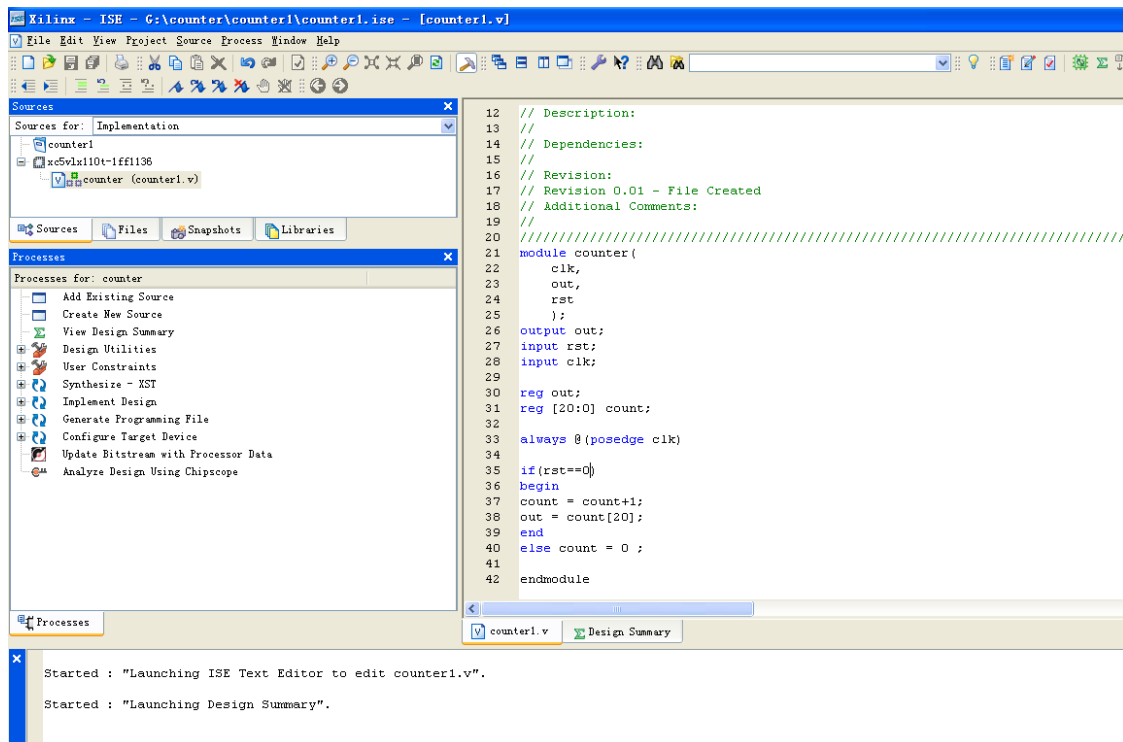 Xilinx - ISE - G:\counter\counter1\counter1.ise - [counter1.v]
File Edit View Project Source Process Window Help
Sources
Sources for: Implementation
counter1
xc5vlx110t-1ff1136
counter (counter1.v)
Sources Files Snapshots Libraries
Processes
Processes for: counter
Add Existing Source
Create New Source
View Design Summary
Design Utilities
User Constraints
Synthesize - XST
Implement Design
Generate Programming File
Configure Target Device
Update Bitstream with Processor Data
Analyze Design Using Chipscope
Processes
12 // Description:
13 //
14 // Dependencies:
15 //
16 // Revision:
17 // Revision 0.01 - File Created
18 // Additional Comments:
19 //
20 //////////////////////////////////////////////////////////////////////////////
21 module counter(
22 clk,
23 out,
24 rst
25 );
26 output out;
27 input rst;
28 input clk;
29
30 reg out;
31 reg [20:0] count;
32
33 always @(posedge clk)
34
35 if(rst==0)
36 begin
37 count = count+1;
38 out = count[20];
39 end
40 else count = 0 ;
41
42 endmodule
counter1.v Design Summary
Started : "Launching ISE Text Editor to edit counter1.v".
Started : "Launching Design Summary".